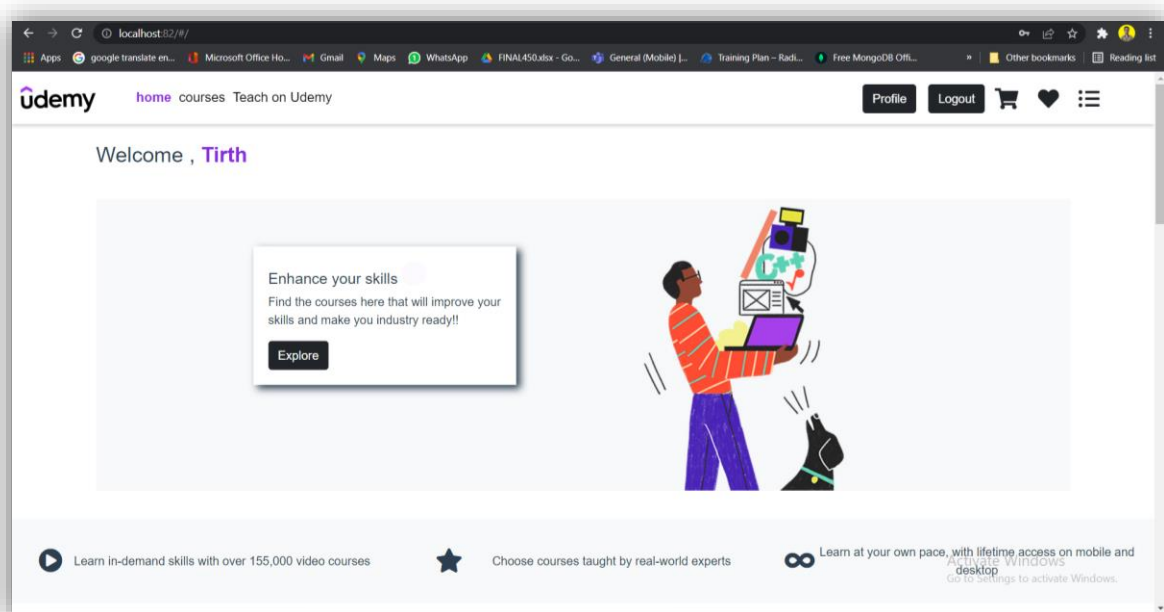 localhost:82/#/
Apps google translate en... Microsoft Office Ho... Gmail Maps WhatsApp FINAL450.xlsx - Go... General (Mobile) |... Training Plan – Radi... Free MongoDB Offi... » Other bookmarks Reading list
ûdemy home courses Teach on Udemy Profile Logout
Welcome , Tirth
Enhance your skills
Find the courses here that will improve your
skills and make you industry ready!!
Explore
C++
Learn in-demand skills with over 155,000 video courses
Choose courses taught by real-world experts
Learn at your own pace, with lifetime access on mobile and
desktop
Activate Windows
Go to Settings to activate Windows.